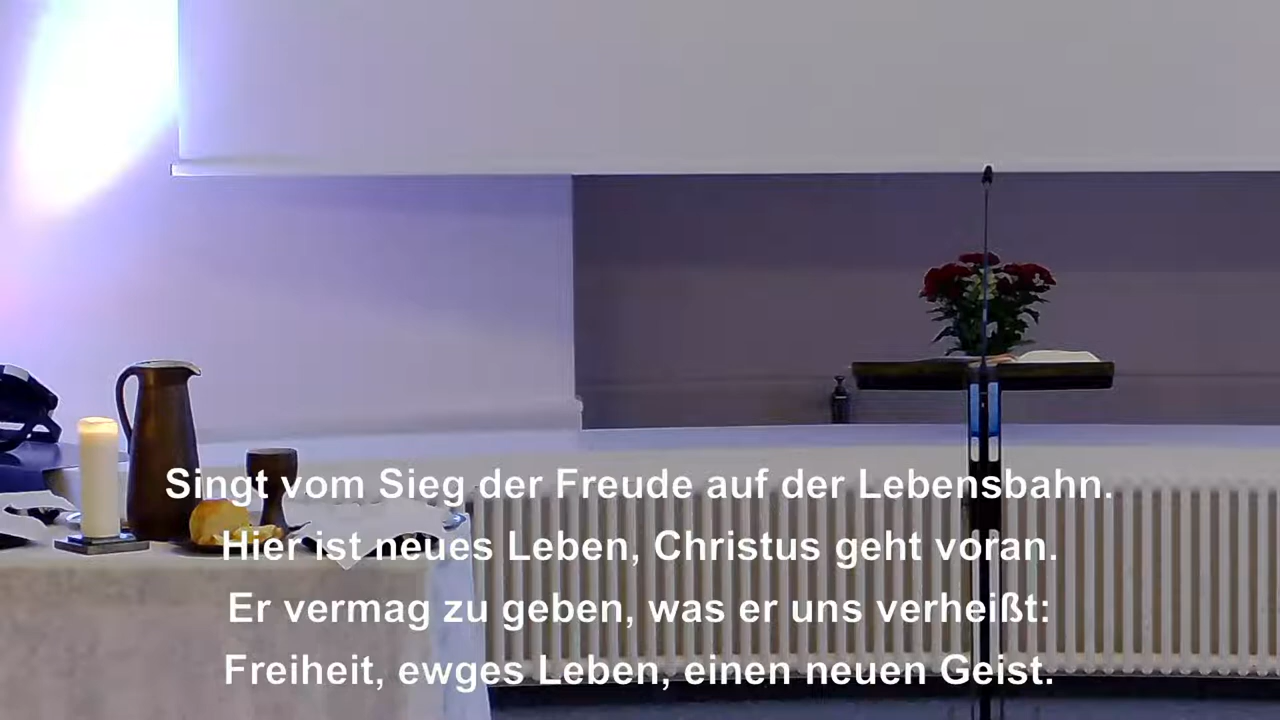 Singt vom Sieg der Freude auf der Lebensbahn.
Hier ist neues Leben, Christus geht voran.
Er vermag zu geben, was er uns verheißt:
Freiheit, ewges Leben, einen neuen Geist.